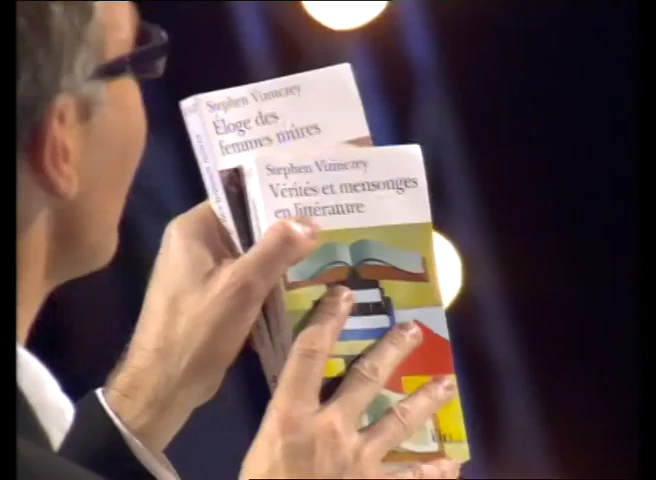 Stephen Vizinczey
Éloge des
femmes mûres
Stephen Vizinczey
Vérités et mensonges
en littérature